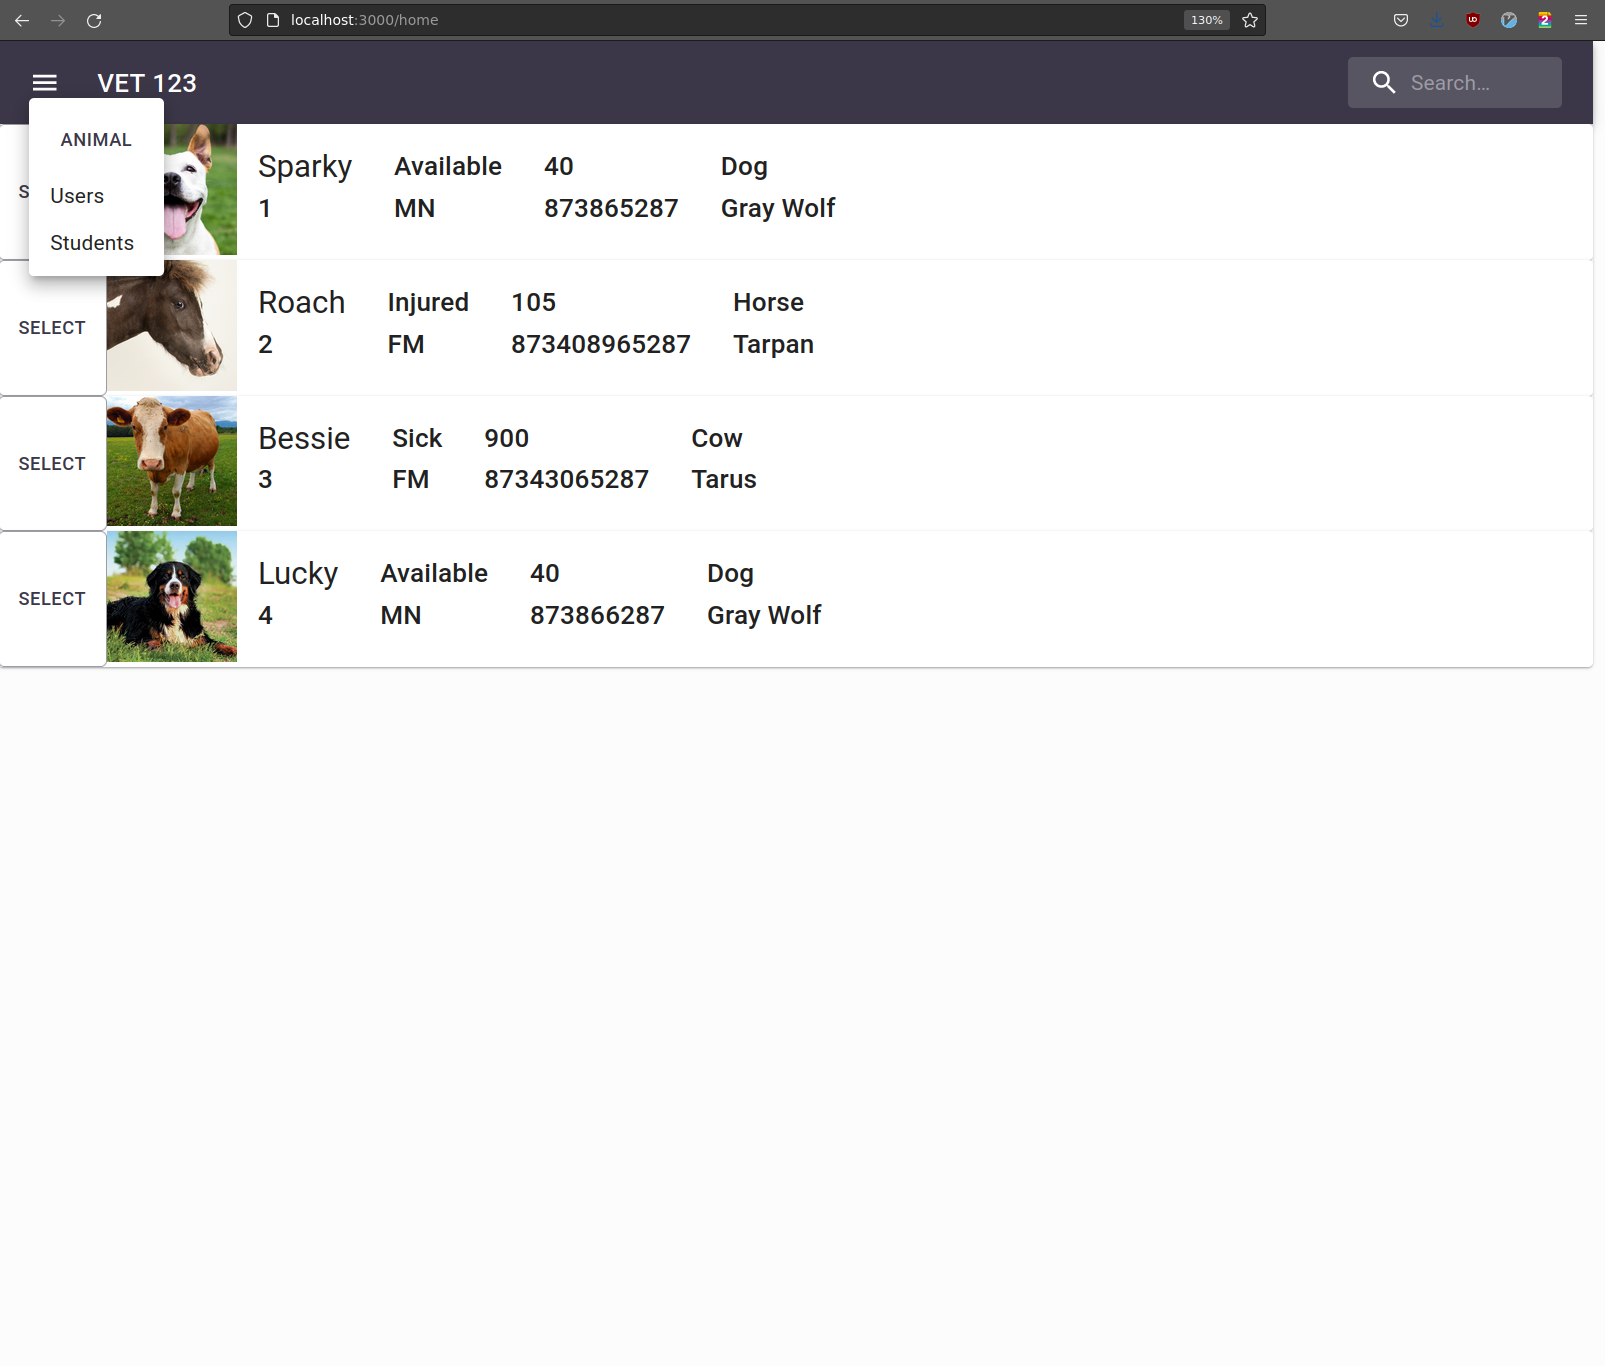 localhost:3000/home
130%
2
VET 123
Search...
ANIMAL
Users
Students
S
Sparky Available 40 Dog
1 MN 873865287 Gray Wolf
SELECT
Roach Injured 105 Horse
2 FM 873408965287 Tarpan
SELECT
Bessie Sick 900 Cow
3 FM 87343065287 Tarus
SELECT
Lucky Available 40 Dog
4 MN 873866287 Gray Wolf